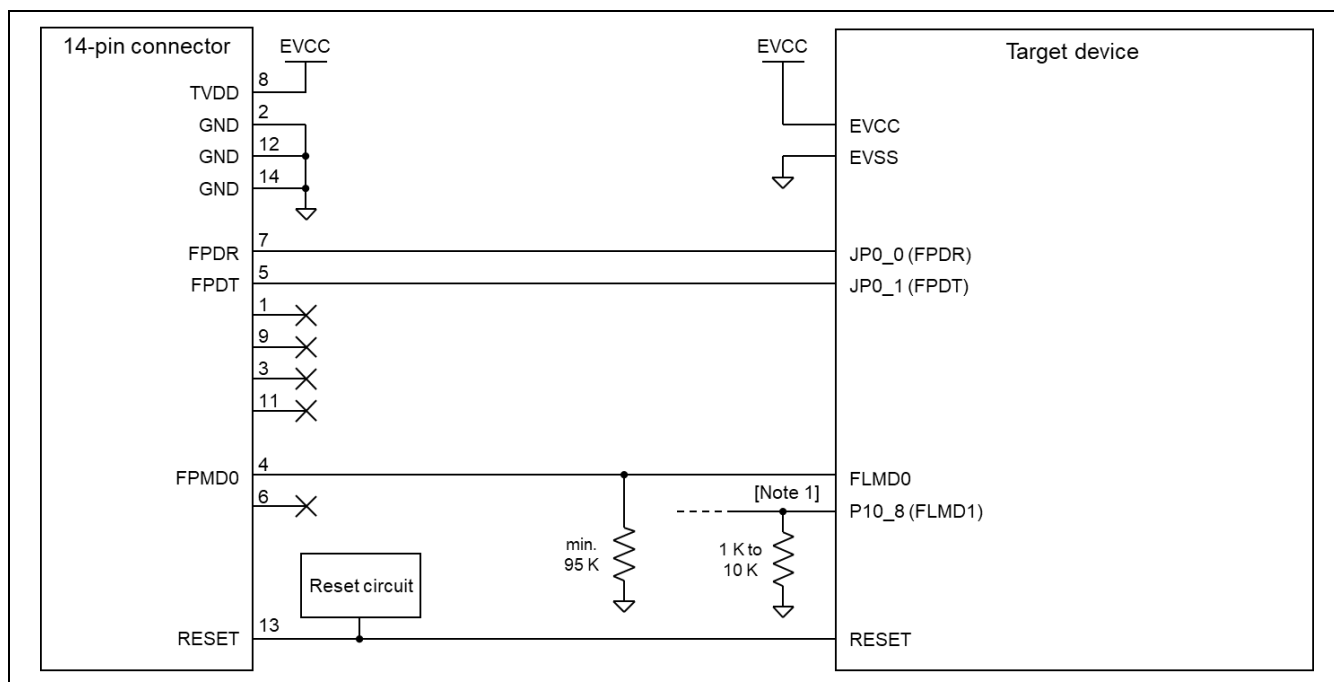 14-pin connector
EVCC
EVCC
Target device
8
TVDD
2
GND
EVCC
12
GND
EVSS
14
GND
7
FPDR
JP0_0 (FPDR)
5
FPDT
JP0_1 (FPDT)
1
9
3
11
4
FPMD0
FLMD0
6
[Note 1]
P10_8 (FLMD1)
min.
95 K
1 K to
10 K
Reset circuit
13
RESET
RESET